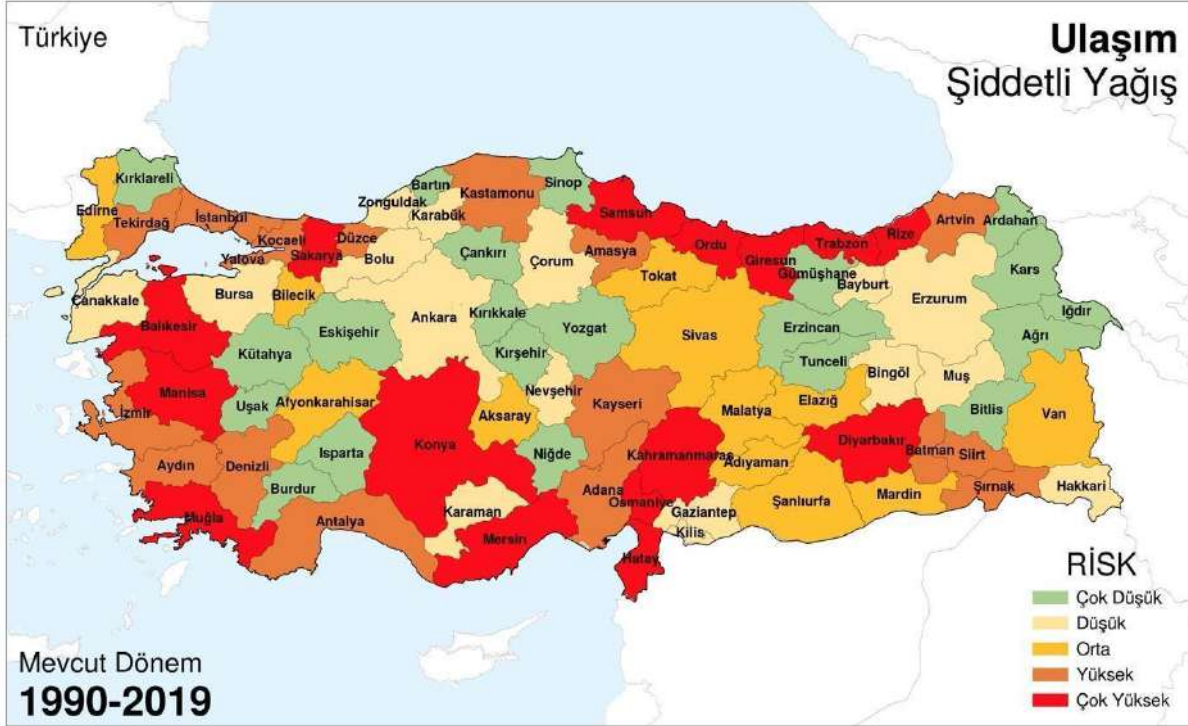 Türkiye
Ulaşım
Şiddetli Yağış
Kırklareli
Edirne
Tekirdağ
İstanbul
Kocaeli
Yalova
Sakarya
Düzce
Zonguldak
Bartın
Karabük
Kastamonu
Sinop
Bolu
Çankırı
Çorum
Samsun
Amasya
Ordu
Tokat
Giresun
Gümüşhane
Trabzon
Rize
Artvin
Ardahan
Bayburt
Erzurum
Kars
Iğdır
Ağrı
Çanakkale
Bursa
Bilecik
Balıkesir
Kütahya
Eskişehir
Ankara
Kırıkkale
Kırşehir
Yozgat
Sivas
Erzincan
Tunceli
Bingöl
Muş
Bitlis
Van
Manisa
Uşak
Afyonkarahisar
İzmir
Aydın
Denizli
Isparta
Burdur
Konya
Aksaray
Nevşehir
Niğde
Kayseri
Malatya
Elazığ
Diyarbakır
Batman
Siirt
Şırnak
Hakkari
Kahramanmaraş
Adıyaman
Şanlıurfa
Mardin
Muğla
Antalya
Karaman
Mersin
Adana
Osmaniye
Gaziantep
Kilis
Hatay
RİSK
Çok Düşük
Düşük
Orta
Yüksek
Çok Yüksek
Mevcut Dönem
1990-2019